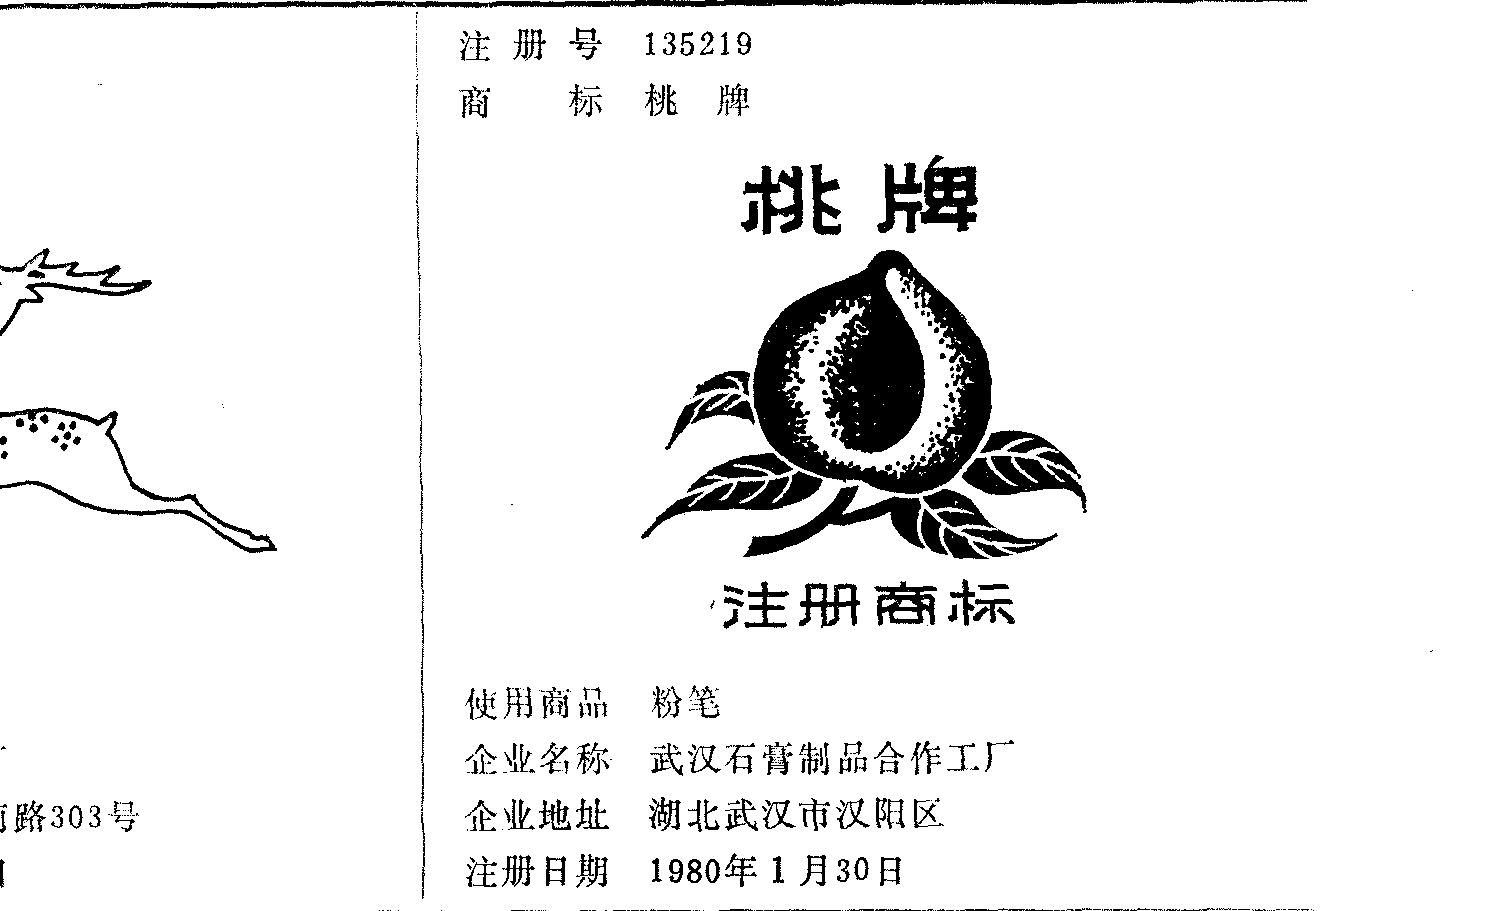 注册号 135219
商标 桃牌
桃牌
注册商标
使用商品 粉笔
企业名称 武汉石膏制品合作工厂
企业地址 湖北武汉市汉阳区
注册日期 1980年1月30日
路303号